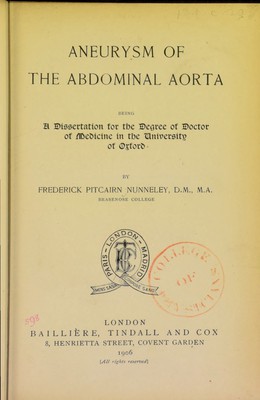 ANEURYSM OF
THE ABDOMINAL AORTA
BEING
A Dissertation for the Degree of Doctor
of Medicine in the University
of Oxford
BY
FREDERICK PITCAIRN NUNNELEY, D.M., M.A.
BRASENOSE COLLEGE
PARIS · LONDON · MADRID
COLLEGE
OF
LONDON
BAILLIÈRE, TINDALL AND COX
8, HENRIETTA STREET, COVENT GARDEN
1906
[All rights reserved]